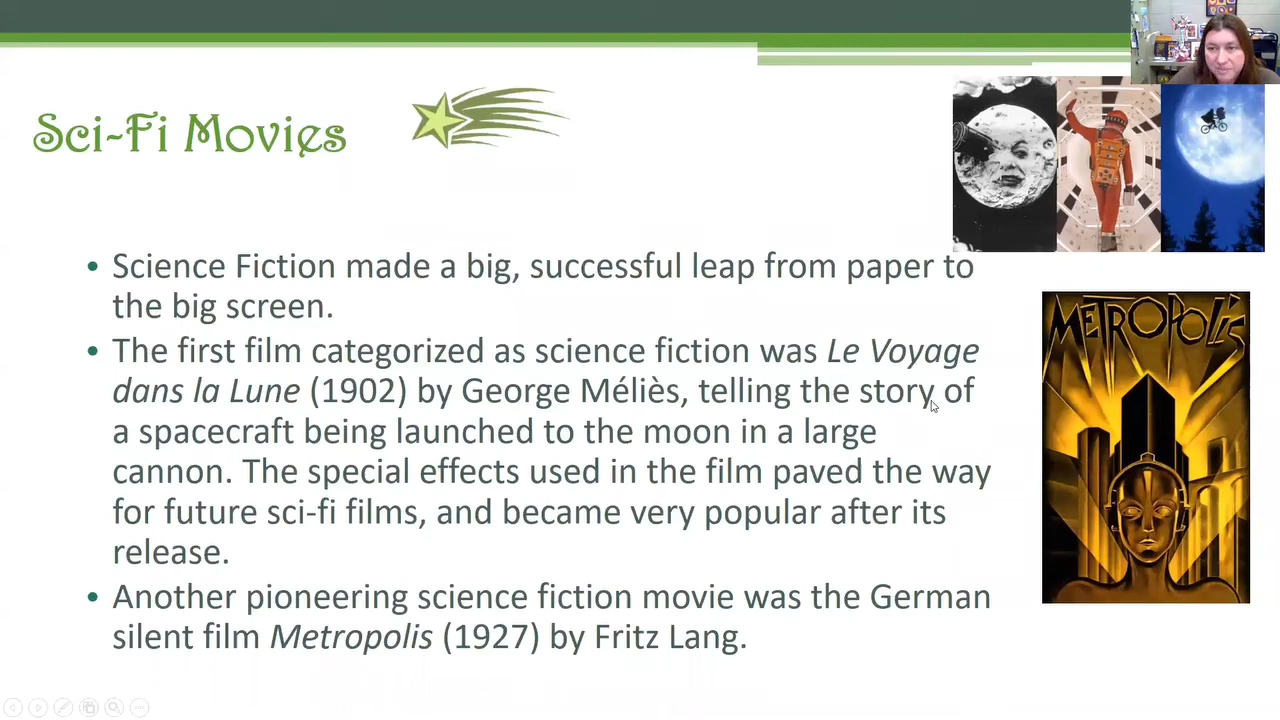 Sci-Fi Movies
• Science Fiction made a big, successful leap from paper to
the big screen.
• The first film categorized as science fiction was Le Voyage
dans la Lune (1902) by George Méliès, telling the story of
a spacecraft being launched to the moon in a large
cannon. The special effects used in the film paved the way
for future sci-fi films, and became very popular after its
release.
• Another pioneering science fiction movie was the German
silent film Metropolis (1927) by Fritz Lang.
METROPOLIS